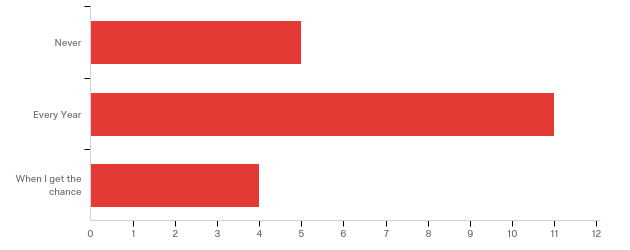 Never
Every Year
When I get the
chance
0 1 2 3 4 5 6 7 8 9 10 11 12